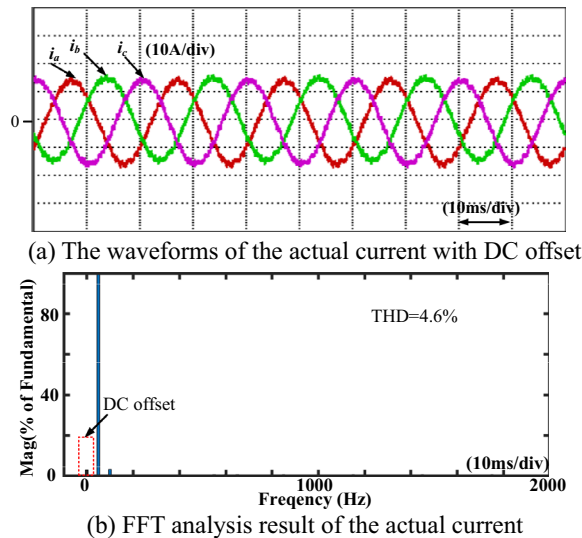 ia ib ic (10A/div)
0
(10ms/div)
(a) The waveforms of the actual current with DC offset
Mag(% of Fundamental)
80
40
0
THD=4.6%
DC offset
(10ms/div)
0 1000 2000
Freqency (Hz)
(b) FFT analysis result of the actual current